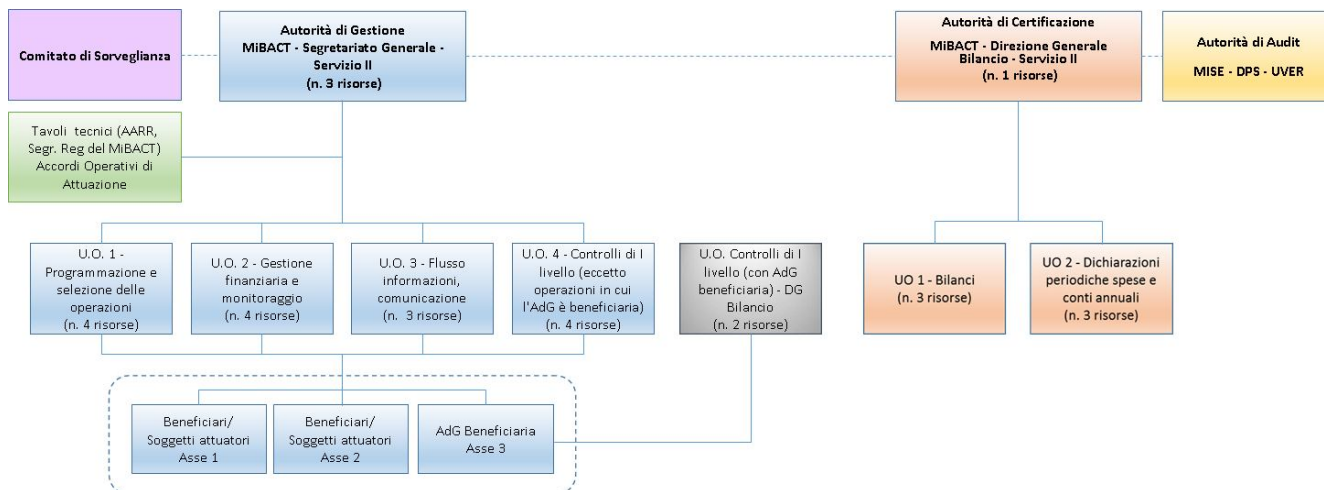 Comitato di Sorveglianza
Autorità di Gestione
MiBACT - Segretariato Generale -
Servizio II
(n. 3 risorse)
Autorità di Certificazione
MiBACT - Direzione Generale
Bilancio - Servizio II
(n. 1 risorse)
Autorità di Audit
MISE - DPS - UVER
Tavoli tecnici (AARR,
Segr. Reg del MiBACT)
Accordi Operativi di
Attuazione
U.O. 1 -
Programmazione e
selezione delle
operazioni
(n. 4 risorse)
U.O. 2 - Gestione
finanziaria e
monitoraggio
(n. 4 risorse)
U.O. 3 - Flusso
informazioni,
comunicazione
(n. 3 risorse)
U.O. 4 - Controlli di I
livello (eccetto
operazioni in cui
l'AdG è beneficiaria)
(n. 4 risorse)
U.O. Controlli di I
livello (con AdG
beneficiaria) - DG
Bilancio
(n. 2 risorse)
UO 1 - Bilanci
(n. 3 risorse)
UO 2 - Dichiarazioni
periodiche spese e
conti annuali
(n. 3 risorse)
Beneficiari/
Soggetti attuatori
Asse 1
Beneficiari/
Soggetti attuatori
Asse 2
AdG Beneficiaria
Asse 3